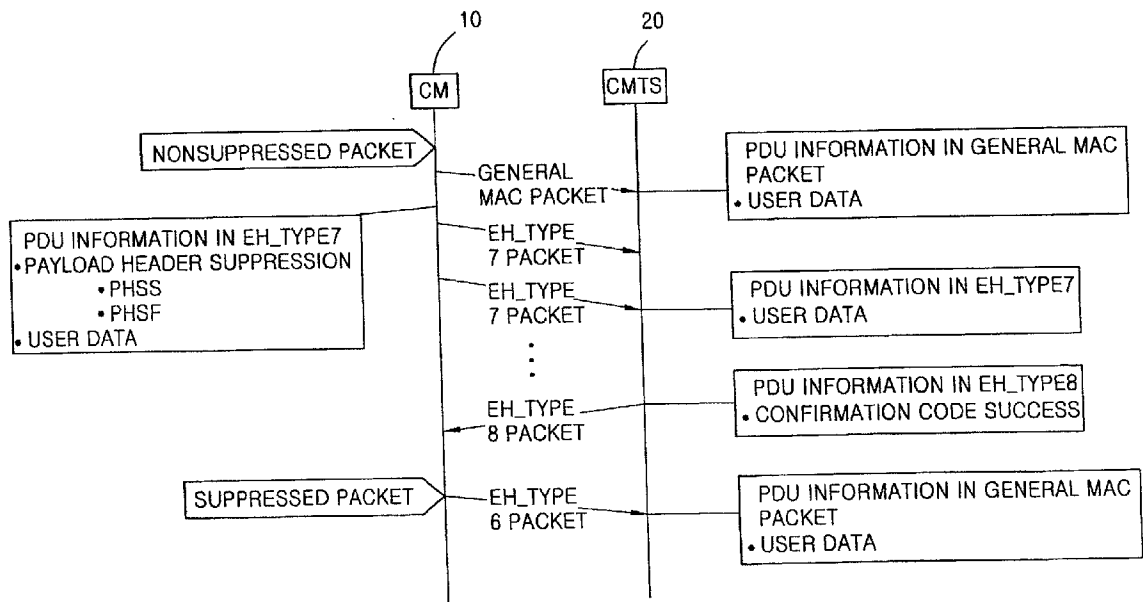 10
20
CM
CMTS
NONSUPPRESSED PACKET
GENERAL
MAC PACKET
PDU INFORMATION IN GENERAL MAC
PACKET
• USER DATA
PDU INFORMATION IN EH_TYPE7
• PAYLOAD HEADER SUPPRESSION
• PHSS
• PHSF
• USER DATA
EH_TYPE
7 PACKET
EH_TYPE
7 PACKET
PDU INFORMATION IN EH_TYPE7
• USER DATA
EH_TYPE
8 PACKET
PDU INFORMATION IN EH_TYPE8
• CONFIRMATION CODE SUCCESS
SUPPRESSED PACKET
EH_TYPE
6 PACKET
PDU INFORMATION IN GENERAL MAC
PACKET
• USER DATA